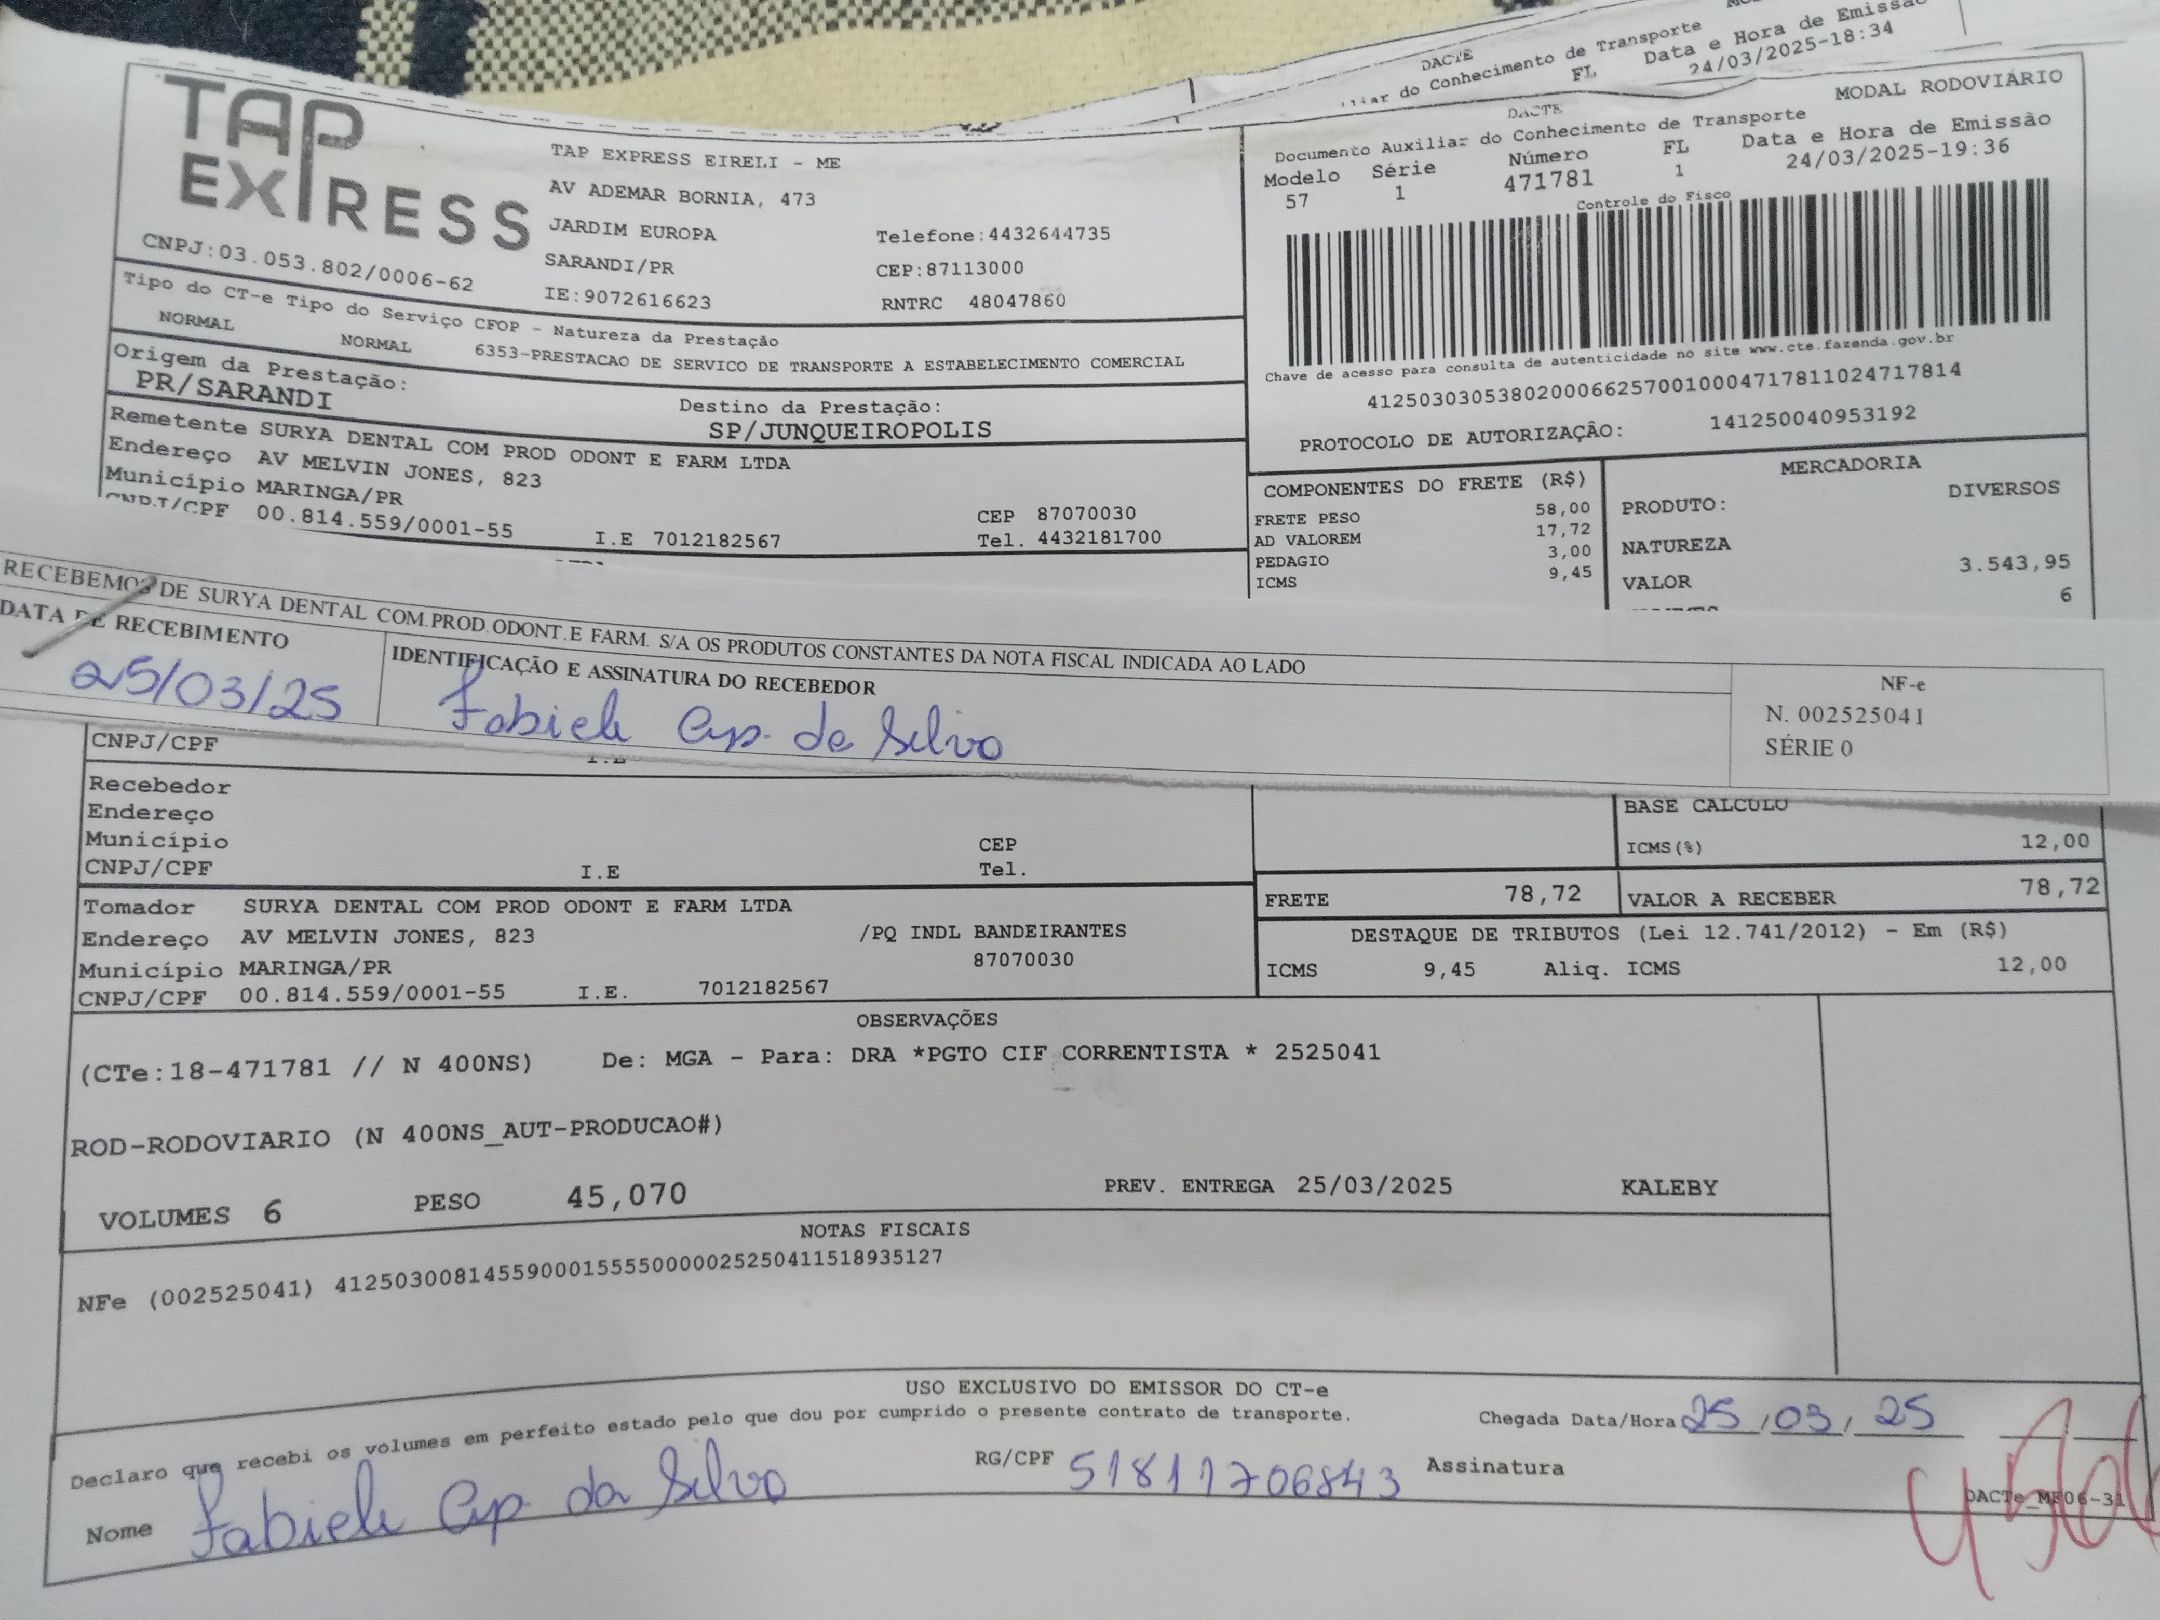 DACTE
do Conhecimento de Transporte
FL Data e Hora de Emissão
24/03/2025-18:34
TAP
EXPRESS
CNPJ:03.053.802/0006-62
TAP EXPRESS EIRELI - ME
AV ADEMAR BORNIA, 473
JARDIM EUROPA
SARANDI/PR
IE:9072616623
Telefone:4432644735
CEP:87113000
RNTRC 48047860
DACTE
MODAL RODOVIÁRIO
Documento Auxiliar do Conhecimento de Transporte
Modelo Série Número FL Data e Hora de Emissão
57 1 471781 1 24/03/2025-19:36
Controle do Fisco
Chave de acesso para consulta de autenticidade no site www.cte.fazenda.gov.br
41250303053802000662570010004717811024717814
PROTOCOLO DE AUTORIZAÇÃO: 141250040953192
Tipo do CT-e Tipo do Serviço CFOP - Natureza da Prestação
NORMAL NORMAL 6353-PRESTACAO DE SERVICO DE TRANSPORTE A ESTABELECIMENTO COMERCIAL
Origem da Prestação: Destino da Prestação:
PR/SARANDI SP/JUNQUEIROPOLIS
Remetente SURYA DENTAL COM PROD ODONT E FARM LTDA
Endereço AV MELVIN JONES, 823
Município MARINGA/PR CEP 87070030
CNPJ/CPF 00.814.559/0001-55 I.E 7012182567 Tel. 4432181700
COMPONENTES DO FRETE (R$)
FRETE PESO 58,00
AD VALOREM 17,72
PEDAGIO 3,00
ICMS 9,45
MERCADORIA
PRODUTO: DIVERSOS
NATUREZA
VALOR 3.543,95
6
RECEBEMOS DE SURYA DENTAL COM.PROD.ODONT.E FARM. S/A OS PRODUTOS CONSTANTES DA NOTA FISCAL INDICADA AO LADO
DATA DE RECEBIMENTO
25/03/25
IDENTIFICAÇÃO E ASSINATURA DO RECEBEDOR
Fabiele Ap. da Silva
NF-e
N. 002525041
SÉRIE 0
CNPJ/CPF I.E
Recebedor
Endereço
Município CEP
CNPJ/CPF I.E Tel.
BASE CALCULO
ICMS(%) 12,00
FRETE 78,72 VALOR A RECEBER 78,72
Tomador SURYA DENTAL COM PROD ODONT E FARM LTDA
Endereço AV MELVIN JONES, 823 /PQ INDL BANDEIRANTES
Município MARINGA/PR 87070030
CNPJ/CPF 00.814.559/0001-55 I.E. 7012182567
DESTAQUE DE TRIBUTOS (Lei 12.741/2012) - Em (R$)
ICMS 9,45 Aliq. ICMS 12,00
OBSERVAÇÕES
(CTe:18-471781 // N 400NS) De: MGA - Para: DRA *PGTO CIF CORRENTISTA * 2525041
ROD-RODOVIARIO (N 400NS_AUT-PRODUCAO#)
VOLUMES 6 PESO 45,070 PREV. ENTREGA 25/03/2025 KALEBY
NOTAS FISCAIS
NFe (002525041) 41250300814559000155550000025250411518935127
USO EXCLUSIVO DO EMISSOR DO CT-e
Declaro que recebi os volumes em perfeito estado pelo que dou por cumprido o presente contrato de transporte.
Chegada Data/Hora 25/03/25
Nome Fabiele Ap. da Silva RG/CPF 51811706843 Assinatura
DACTe_MF06-31